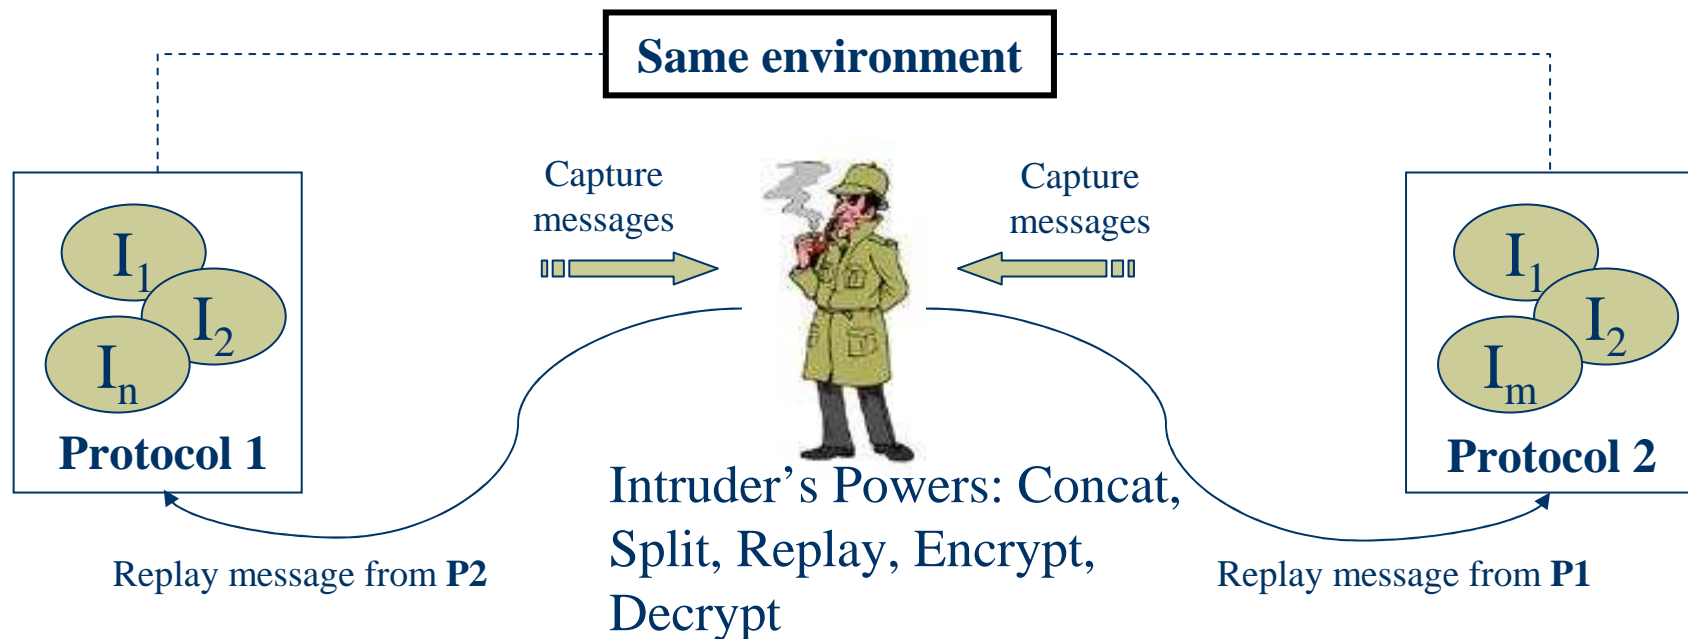 Same environment
Capture
messages
Capture
messages
I1
I2
In
Protocol 1
I1
I2
Im
Protocol 2
Intruder’s Powers: Concat,
Split, Replay, Encrypt,
Decrypt
Replay message from P2
Replay message from P1